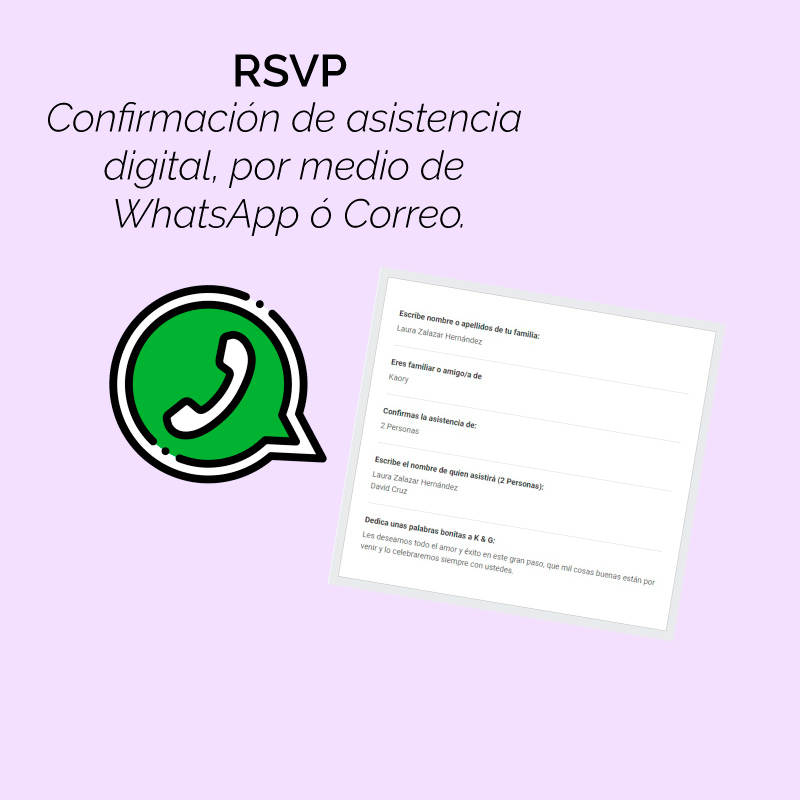 RSVP
Confirmación de asistencia
digital, por medio de
WhatsApp ó Correo.
Escribe nombre o apellidos de tu familia:
Laura Zalazar Hernández
Eres familiar o amigo/a de
Kaory
Confirmas la asistencia de:
2 Personas
Escribe el nombre de quien asistirá (2 Personas):
Laura Zalazar Hernández
David Cruz
Dedica unas palabras bonitas a K & G:
Les deseamos todo el amor y éxito en este gran paso, que mil cosas buenas están por
venir y lo celebraremos siempre con ustedes.